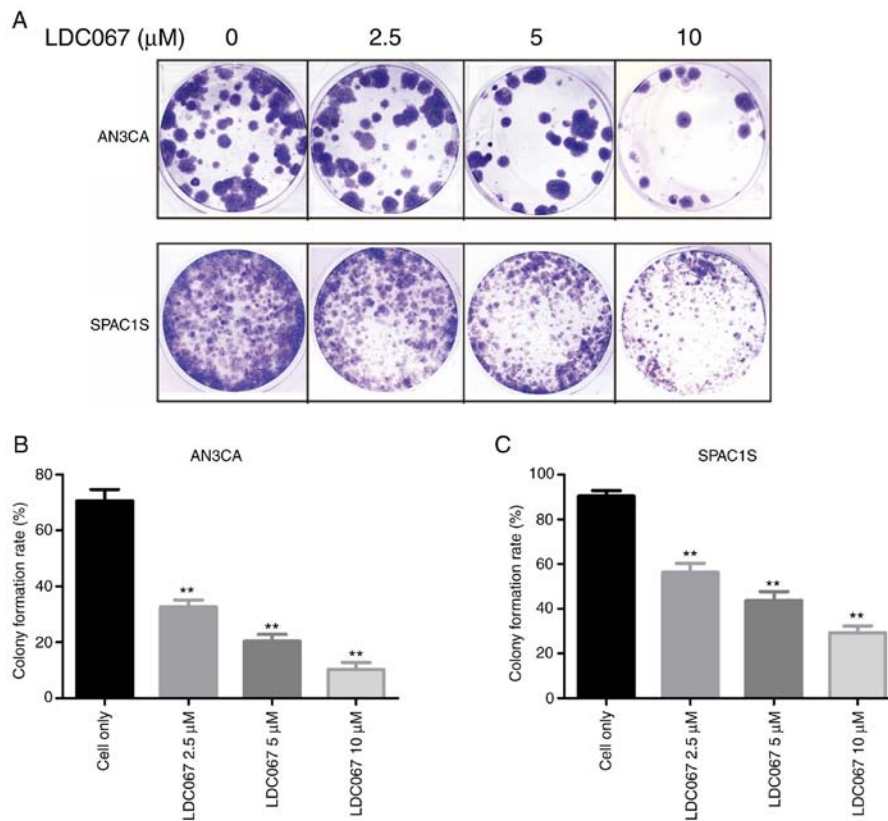 A
LDC067 (μM) 0 2.5 5 10
AN3CA
SPAC1S
B
AN3CA
Colony formation rate (%)
80
60
40
20
0
**
**
**
Cell only
LDC067 2.5 μM
LDC067 5 μM
LDC067 10 μM
C
SPAC1S
Colony formation rate (%)
100
80
60
40
20
0
**
**
**
Cell only
LDC067 2.5 μM
LDC067 5 μM
LDC067 10 μM